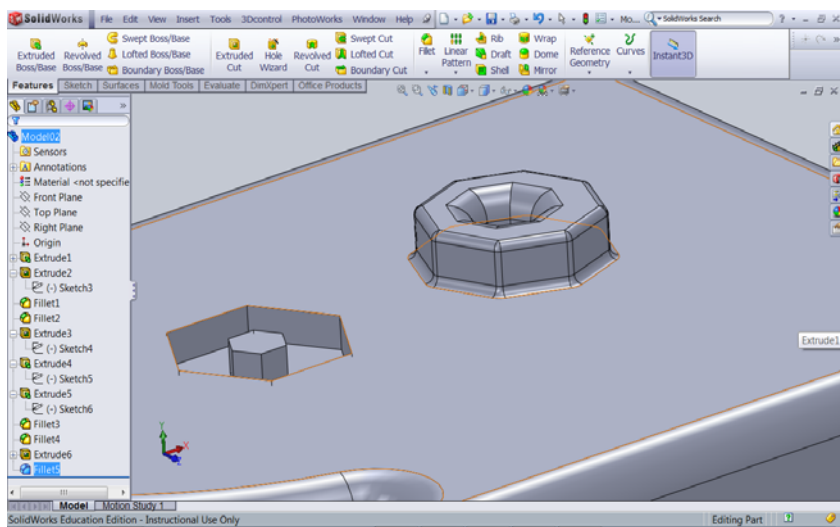 SolidWorks File Edit View Insert Tools 3Dcontrol PhotoWorks Window Help Mo... SolidWorks Search
Extruded Boss/Base Revolved Boss/Base Swept Boss/Base Extruded Cut Hole Wizard Revolved Cut Swept Cut Fillet Linear Pattern Rib Wrap Reference Geometry Curves Instant3D
Lofted Boss/Base Lofted Cut Draft Dome
Boundary Boss/Base Boundary Cut Shell Mirror
Features Sketch Surfaces Mold Tools Evaluate DimXpert Office Products
Model02
Sensors
Annotations
Material <not specifie
Front Plane
Top Plane
Right Plane
Origin
Extrude1
Extrude2
(-) Sketch3
Fillet1
Fillet2
Extrude3
(-) Sketch4
Extrude4
(-) Sketch5
Extrude5
(-) Sketch6
Fillet3
Fillet4
Extrude6
Fillet5
Extrude1
Y
X
Z
Model Motion Study 1
SolidWorks Education Edition - Instructional Use Only Editing Part